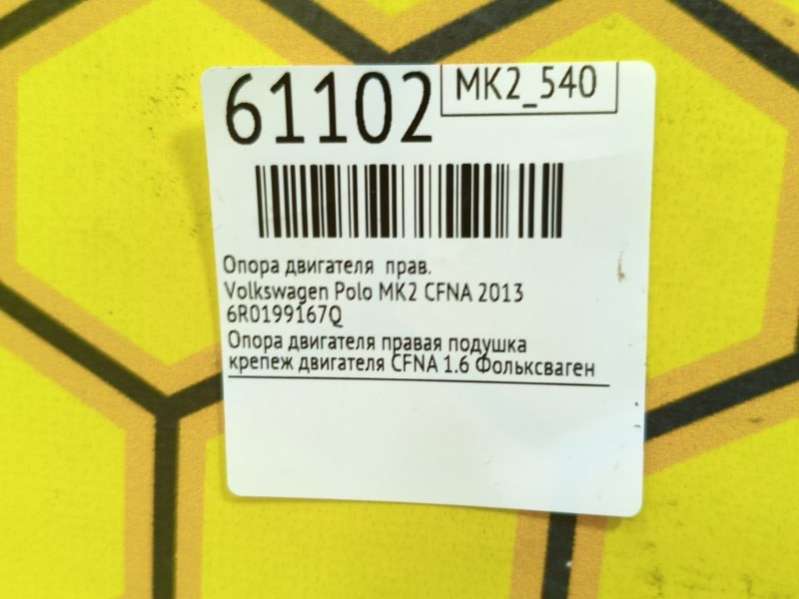 61102
MK2_540
Опора двигателя прав.
Volkswagen Polo MK2 CFNA 2013
6R0199167Q
Опора двигателя правая подушка
крепеж двигателя CFNA 1.6 Фольксваген